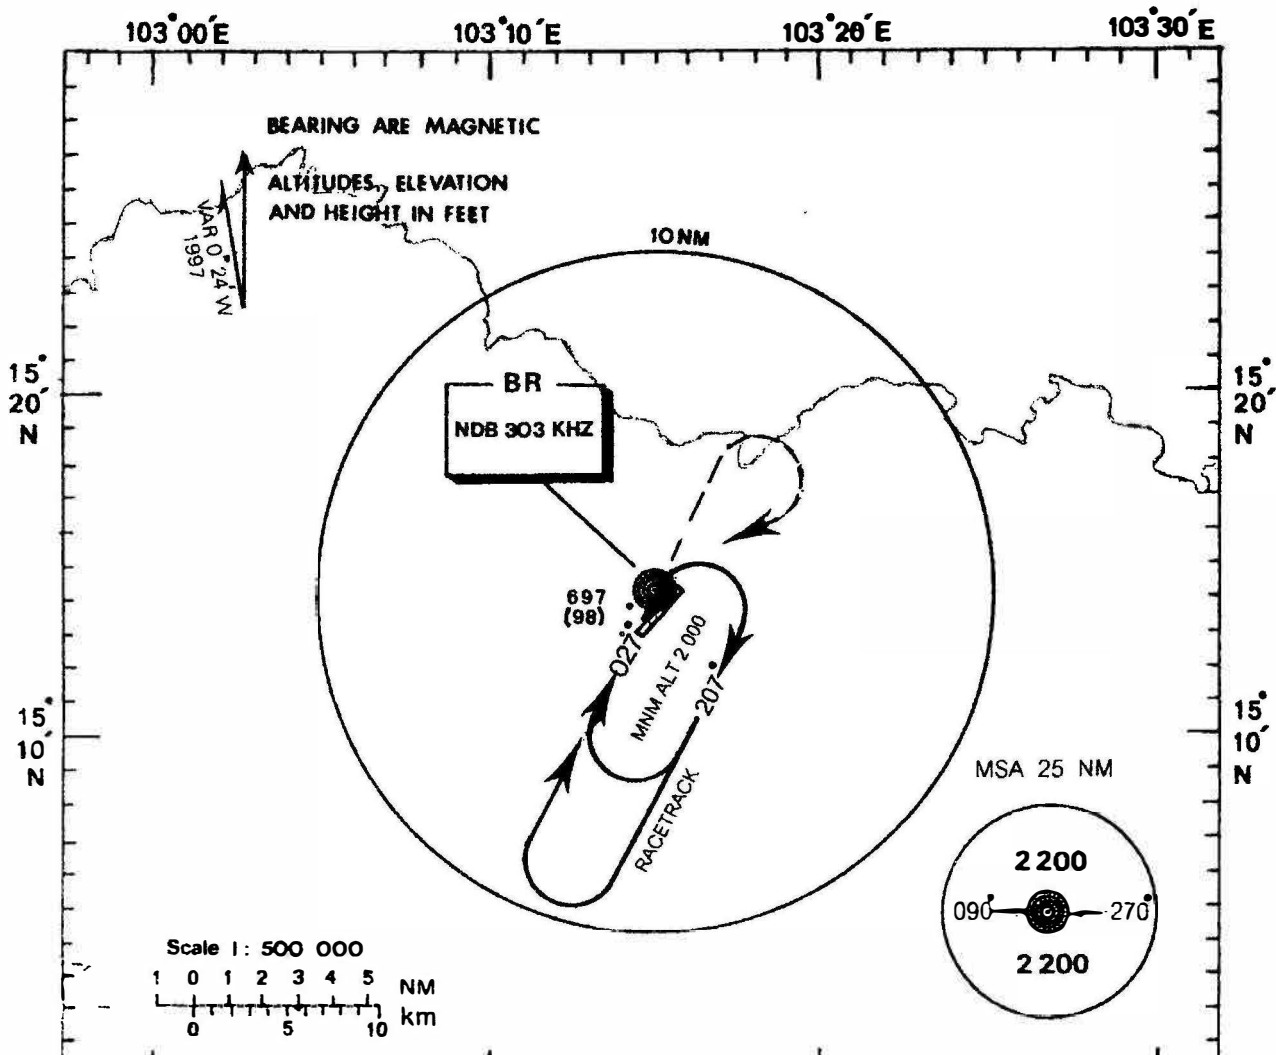 103°00′E 103°10′E 103°20′E 103°30′E
BEARING ARE MAGNETIC
ALTITUDES, ELEVATION
AND HEIGHT IN FEET
VAR 0°24′W
1997
10NM
15°
20′
N
15°
20′
N
BR
NDB 303 KHZ
697
(98)
027°
MNM ALT 2 000
207°
RACETRACK
15°
10′
N
15°
10′
N
MSA 25 NM
2 200
090° 270°
2 200
Scale 1: 500 000
1 0 1 2 3 4 5 NM
0 5 10 km